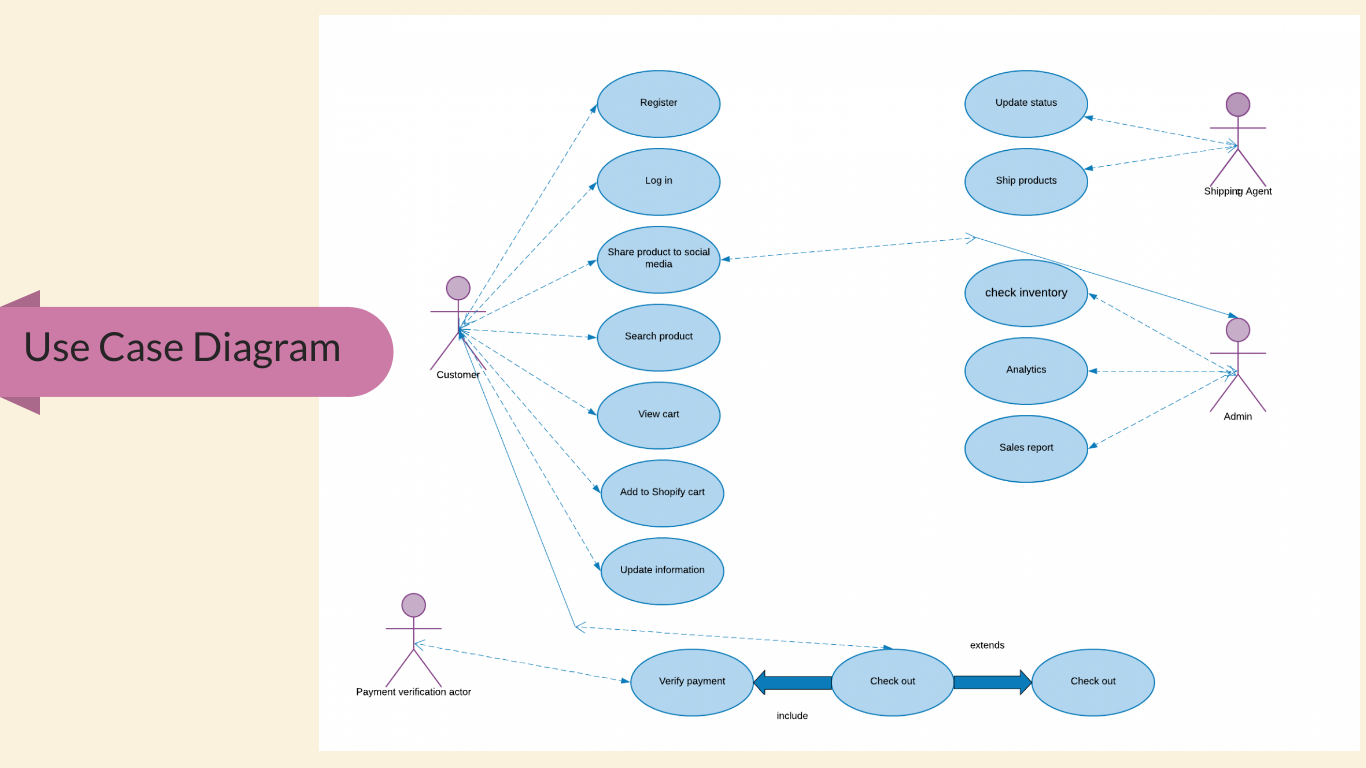 Use Case Diagram
Register
Log in
Share product to social
media
Search product
View cart
Add to Shopify cart
Update information
Customer
Update status
Ship products
Shipping Agent
check inventory
Analytics
Sales report
Admin
Payment verification actor
Verify payment
include
Check out
extends
Check out